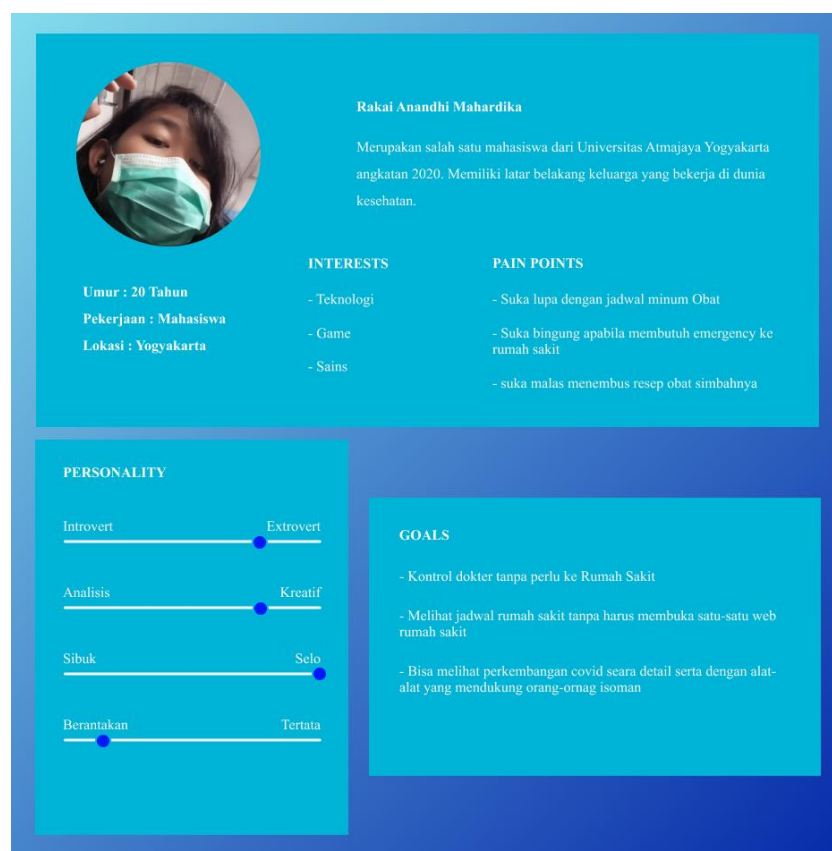 Rakai Anandhi Mahardika
Merupakan salah satu mahasiswa dari Universitas Atmajaya Yogyakarta
angkatan 2020. Memiliki latar belakang keluarga yang bekerja di dunia
kesehatan.
Umur : 20 Tahun
Pekerjaan : Mahasiswa
Lokasi : Yogyakarta
INTERESTS
- Teknologi
- Game
- Sains
PAIN POINTS
- Suka lupa dengan jadwal minum Obat
- Suka bingung apabila membutuh emergency ke
rumah sakit
- suka malas menembus resep obat simbahnya
PERSONALITY
Introvert Extrovert
Analisis Kreatif
Sibuk Selo
Berantakan Tertata
GOALS
- Kontrol dokter tanpa perlu ke Rumah Sakit
- Melihat jadwal rumah sakit tanpa harus membuka satu-satu web
rumah sakit
- Bisa melihat perkembangan covid seara detail serta dengan alat-
alat yang mendukung orang-ornag isoman